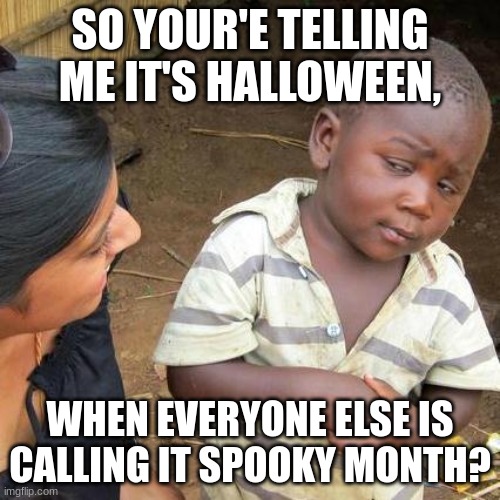 SO YOUR'E TELLING
ME IT'S HALLOWEEN,
WHEN EVERYONE ELSE IS
CALLING IT SPOOKY MONTH?
imgflip.com